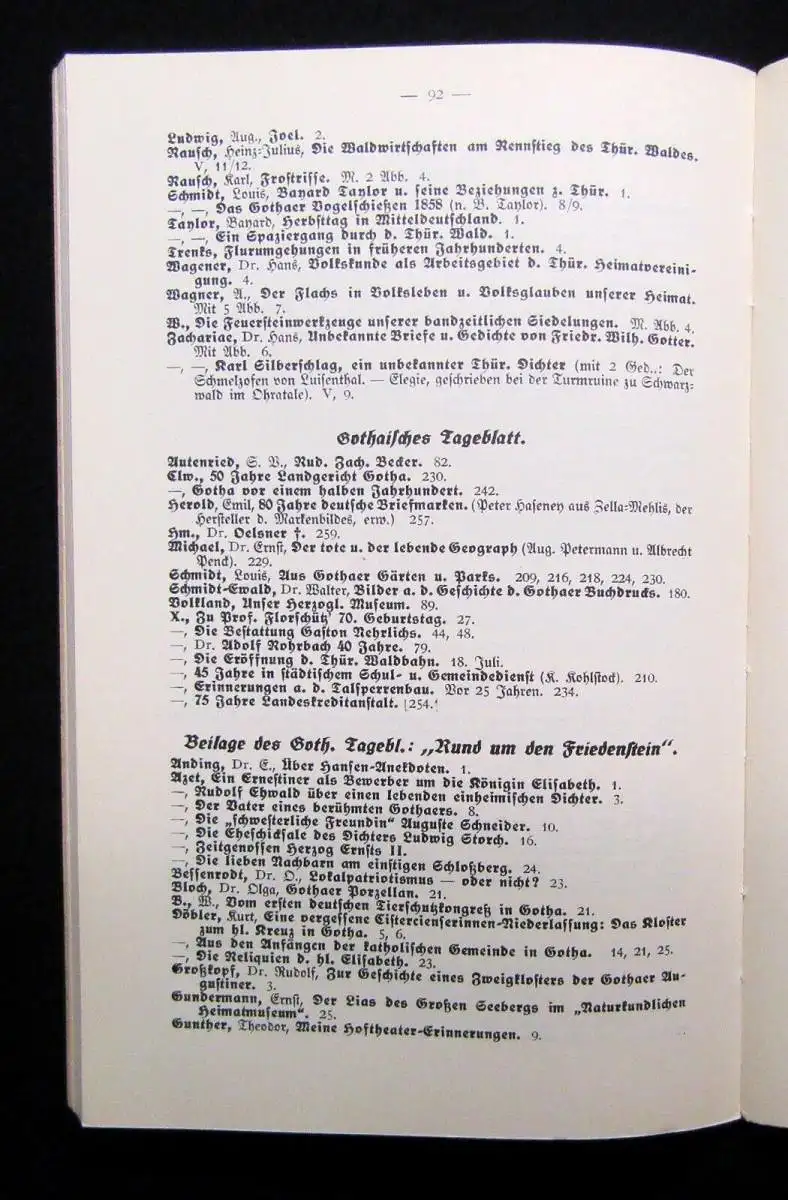 — 92 —
Ludwig, Aug., Joel. 2.
Rausch, Heinz-Julius, Die Waldwirtschaften am Rennstieg des Thür. Waldes.
V, 11/12.
Rausch, Karl, Frostrisse. M. 2 Abb. 4.
Schmidt, Louis, Bayard Taylor u. seine Beziehungen z. Thür. 1.
—, —, Das Gothaer Vogelschießen 1858 (n. B. Taylor). 8/9.
Taylor, Bayard, Herbsttag in Mitteldeutschland. 1.
—, —, Ein Spaziergang durch d. Thür. Wald. 1.
Trenks, Flurumgehungen in früheren Jahrhunderten. 4.
Wagener, Dr. Hans, Volkskunde als Arbeitsgebiet d. Thür. Heimatvereini-
gung. 4.
Wagner, A., Der Flachs in Volksleben u. Volksglauben unserer Heimat.
Mit 5 Abb. 7.
W., Die Feuersteinwerkzeuge unserer bandzeitlichen Siedelungen. M. Abb. 4.
Zachariae, Dr. Hans, Unbekannte Briefe u. Gedichte von Friedr. Wilh. Gotter.
Mit Abb. 6.
—, —, Karl Silberschlag, ein unbekannter Thür. Dichter (mit 2 Ged..: Der
Schmelzofen von Luisenthal. — Elegie, geschrieben bei der Turmruine zu Schwarz-
wald im Ohratale). V, 9.
Gothaisches Tageblatt.
Autenried, S. B., Rud. Zach. Becker. 82.
Clw., 50 Jahre Landgericht Gotha. 230.
—, Gotha vor einem halben Jahrhundert. 242.
Herold, Emil, 80 Jahre deutsche Briefmarken. (Peter Haseney aus Zella-Mehlis, der
Hersteller d. Markenbildes, erw.) 257.
Hm., Dr. Oelsner †. 259.
Michael, Dr. Ernst, Der tote u. der lebende Geograph (Aug. Petermann u. Albrecht
Penck). 229.
Schmidt, Louis, Aus Gothaer Gärten u. Parks. 209, 216, 218, 224, 230.
Schmidt-Ewald, Dr. Walter, Bilder a. d. Geschichte d. Gothaer Buchdrucks. 180.
Volkland, Unser Herzogl. Museum. 89.
X., Zu Prof. Florschütz' 70. Geburtstag. 27.
—, Die Bestattung Gaston Nehrlichs. 44, 48.
—, Dr. Adolf Rohrbach 40 Jahre. 79.
—, Die Eröffnung d. Thür. Waldbahn. 18. Juli.
—, 45 Jahre in städtischem Schul- u. Gemeindedienst (K. Kohlstock). 210.
—, Erinnerungen a. d. Talsperrenbau. Vor 25 Jahren. 234.
—, 75 Jahre Landeskreditanstalt. [254.]
Beilage des Goth. Tagebl.: „Rund um den Friedenstein“.
Anding, Dr. E., Über Hansen-Anekdoten. 1.
Azet, Ein Ernestiner als Bewerber um die Königin Elisabeth. 1.
—, Rudolf Ehwald über einen lebenden einheimischen Dichter. 3.
—, Der Vater eines berühmten Gothaers. 8.
—, Die „schwesterliche Freundin“ Auguste Schneider. 10.
—, Die Eheschicksale des Dichters Ludwig Storch. 16.
—, Zeitgenossen Herzog Ernsts II.
—, Die lieben Nachbarn am einstigen Schloßberg. 24.
Bessenrodt, Dr. O., Lokalpatriotismus — oder nicht? 23.
Bloch, Dr. Olga, Gothaer Porzellan. 21.
B., W., Vom ersten deutschen Tierschutzkongreß in Gotha. 21.
Döbler, Kurt, Eine vergessene Cistercienserinnen-Niederlassung: Das Kloster
zum hl. Kreuz in Gotha. 5, 6.
—, Aus den Anfängen der katholischen Gemeinde in Gotha. 14, 21, 25.
—, Die Reliquien d. hl. Elisabeth. 23.
Großkopf, Dr. Rudolf, Zur Geschichte eines Zweigklosters der Gothaer Au-
gustiner. 3.
Gundermann, Ernst, Der Lias des Großen Seebergs im „Naturkundlichen
Heimatmuseum“. 25.
Gunther, Theodor, Meine Hoftheater-Erinnerungen. 9.